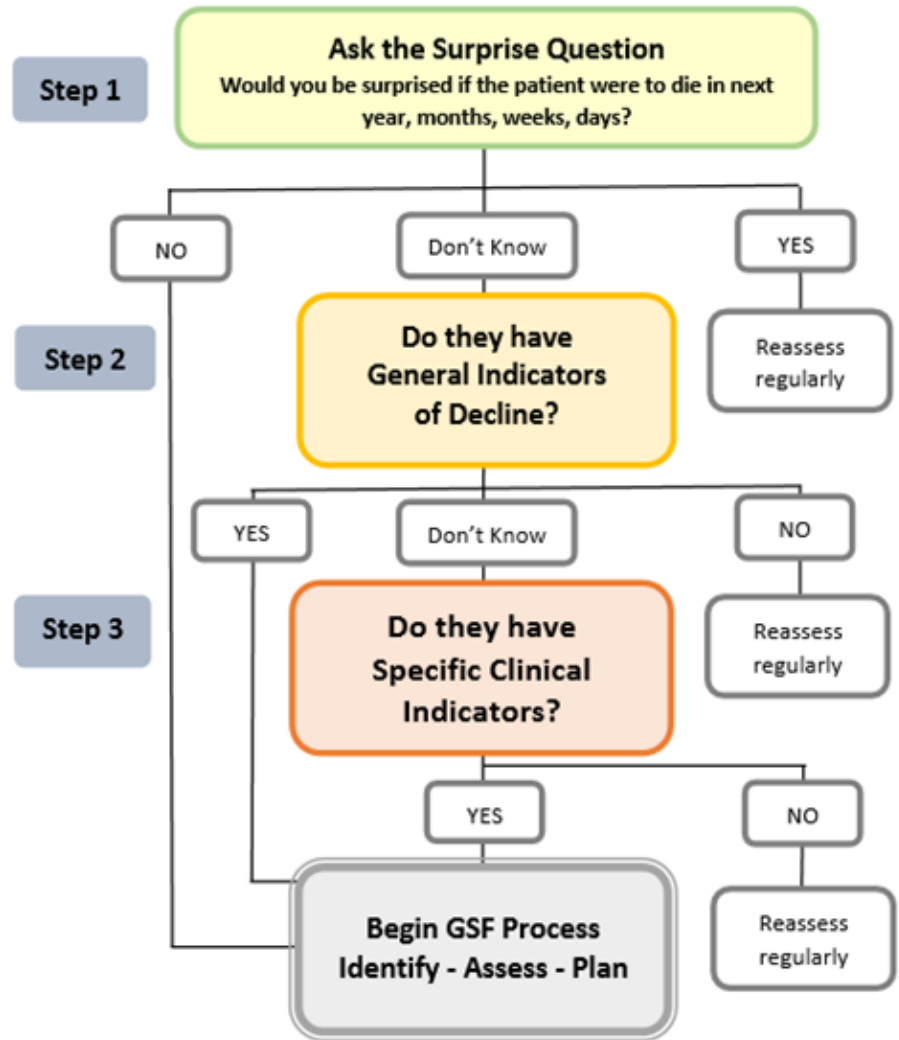 Step 1
Ask the Surprise Question
Would you be surprised if the patient were to die in next
year, months, weeks, days?
NO
Don't Know
YES
Reassess
regularly
Step 2
Do they have
General Indicators
of Decline?
YES
Don't Know
NO
Reassess
regularly
Step 3
Do they have
Specific Clinical
Indicators?
YES
NO
Reassess
regularly
Begin GSF Process
Identify - Assess - Plan